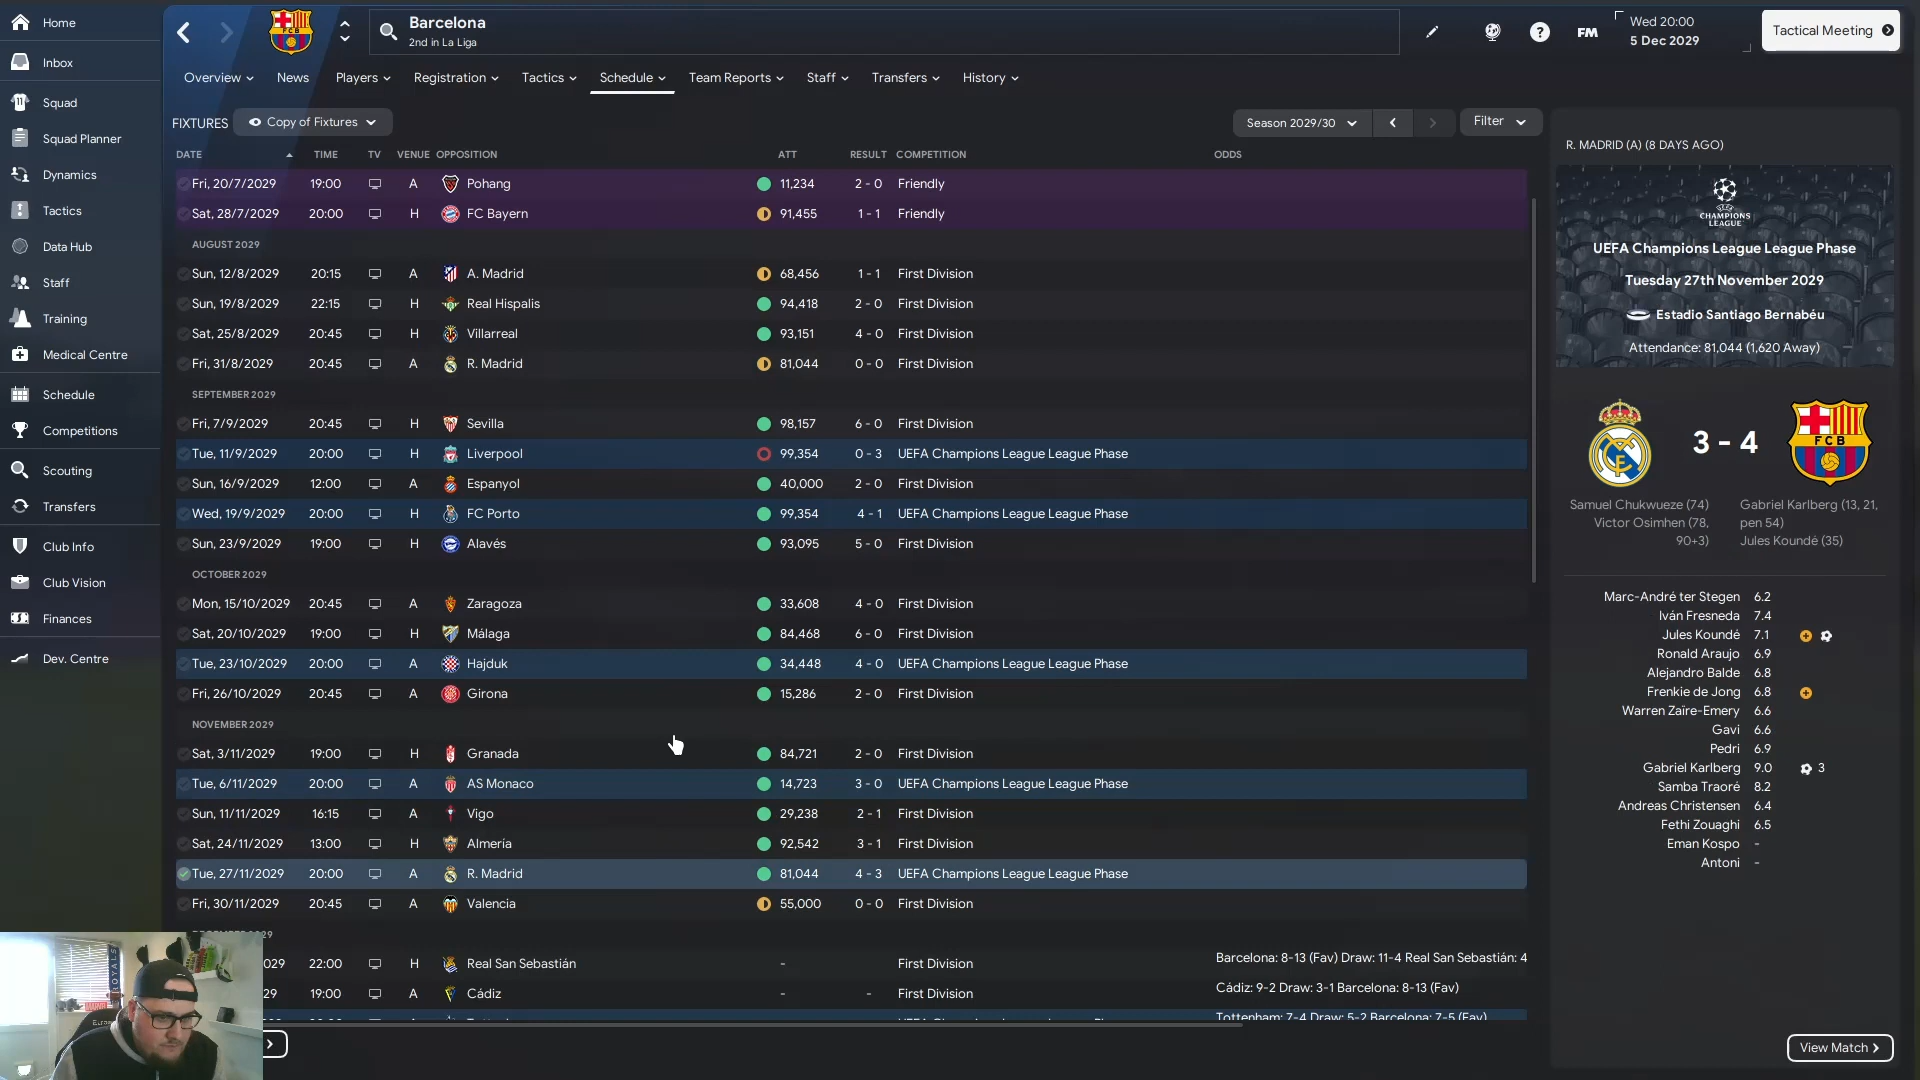 Home
Inbox
Squad
Squad Planner
Dynamics
Tactics
Data Hub
Staff
Training
Medical Centre
Schedule
Competitions
Scouting
Transfers
Club Info
Club Vision
Finances
Dev. Centre
Barcelona
2nd in La Liga
FM
Wed 20:00
5 Dec 2029
Tactical Meeting
Overview News Players Registration Tactics Schedule Team Reports Staff Transfers History
FIXTURES Copy of Fixtures Season 2029/30 Filter
DATE TIME TV VENUE OPPOSITION ATT RESULT COMPETITION ODDS
Fri, 20/7/2029 19:00 A Pohang 11,234 2 - 0 Friendly
Sat, 28/7/2029 20:00 H FC Bayern 91,455 1 - 1 Friendly
AUGUST 2029
Sun, 12/8/2029 20:15 A A. Madrid 68,456 1 - 1 First Division
Sun, 19/8/2029 22:15 H Real Hispalis 94,418 2 - 0 First Division
Sat, 25/8/2029 20:45 H Villarreal 93,151 4 - 0 First Division
Fri, 31/8/2029 20:45 A R. Madrid 81,044 0 - 0 First Division
SEPTEMBER 2029
Fri, 7/9/2029 20:45 H Sevilla 98,157 6 - 0 First Division
Tue, 11/9/2029 20:00 H Liverpool 99,354 0 - 3 UEFA Champions League League Phase
Sun, 16/9/2029 12:00 A Espanyol 40,000 2 - 0 First Division
Wed, 19/9/2029 20:00 H FC Porto 99,354 4 - 1 UEFA Champions League League Phase
Sun, 23/9/2029 19:00 H Alavés 93,095 5 - 0 First Division
OCTOBER 2029
Mon, 15/10/2029 20:45 A Zaragoza 33,608 4 - 0 First Division
Sat, 20/10/2029 19:00 H Málaga 84,468 6 - 0 First Division
Tue, 23/10/2029 20:00 A Hajduk 34,448 4 - 0 UEFA Champions League League Phase
Fri, 26/10/2029 20:45 A Girona 15,286 2 - 0 First Division
NOVEMBER 2029
Sat, 3/11/2029 19:00 H Granada 84,721 2 - 0 First Division
Tue, 6/11/2029 20:00 A AS Monaco 14,723 3 - 0 UEFA Champions League League Phase
Sun, 11/11/2029 16:15 A Vigo 29,238 2 - 1 First Division
Sat, 24/11/2029 13:00 H Almería 92,542 3 - 1 First Division
Tue, 27/11/2029 20:00 A R. Madrid 81,044 4 - 3 UEFA Champions League League Phase
Fri, 30/11/2029 20:45 A Valencia 55,000 0 - 0 First Division
029 22:00 H Real San Sebastián - First Division Barcelona: 8-13 (Fav) Draw: 11-4 Real San Sebastián: 4
29 19:00 A Cádiz - - First Division Cádiz: 9-2 Draw: 3-1 Barcelona: 8-13 (Fav)
Tottenham: 7-4 Draw: 5-2 Barcelona: 7-5 (Fav)
R. MADRID (A) (8 DAYS AGO)
CHAMPIONS LEAGUE
UEFA Champions League League Phase
Tuesday 27th November 2029
Estadio Santiago Bernabéu
Attendance: 81,044 (1,620 Away)
3 - 4
FCB
Samuel Chukwueze (74)
Victor Osimhen (78,
90+3)
Gabriel Karlberg (13, 21,
pen 54)
Jules Koundé (35)
Marc-André ter Stegen 6.2
Iván Fresneda 7.4
Jules Koundé 7.1
Ronald Araujo 6.9
Alejandro Balde 6.8
Frenkie de Jong 6.8
Warren Zaïre-Emery 6.6
Gavi 6.6
Pedri 6.9
Gabriel Karlberg 9.0 3
Samba Traoré 8.2
Andreas Christensen 6.4
Fethi Zouaghi 6.5
Eman Kospo -
Antoni -
View Match
ROYALS